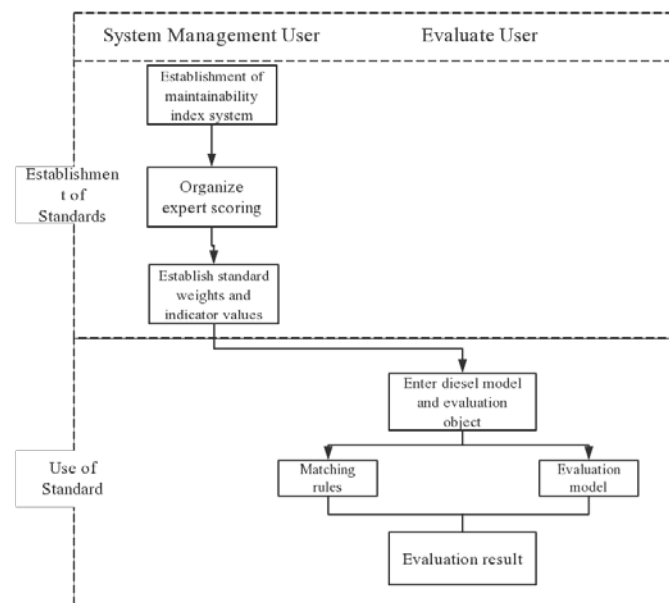 System Management User
Evaluate User
Establishment of
maintainability
index system
Establishmen
t of
Standards
Organize
expert scoring
Establish standard
weights and
indicator values
Enter diesel model
and evaluation
object
Use of
Standard
Matching
rules
Evaluation
model
Evaluation result